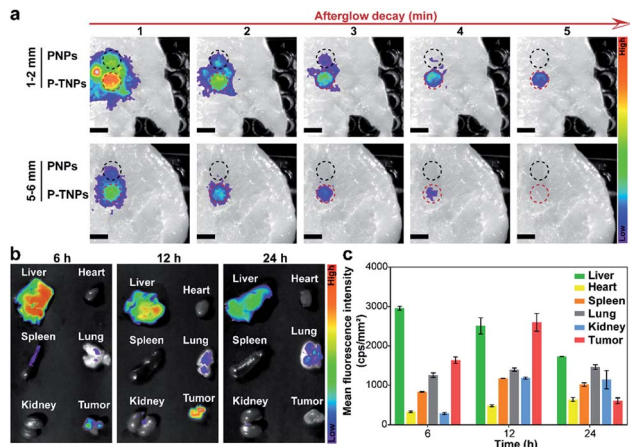 a
Afterglow decay (min)
1 2 3 4 5
1-2 mm
PNPs
P-TNPs
5-6 mm
PNPs
P-TNPs
High
Low
b
6 h 12 h 24 h
Liver Heart Liver Heart Liver Heart
Spleen Lung Spleen Lung Spleen Lung
Kidney Tumor Kidney Tumor Kidney Tumor
High
Low
c
Mean fluorescence intensity
(cps/mm²)
4000
3000
2000
1000
0
Liver
Heart
Spleen
Lung
Kidney
Tumor
6 12 24
Time (h)